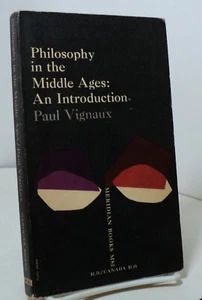 Philosophy
in the
Middle Ages:
An Introduction
Paul Vignaux
MERIDIAN BOOKS